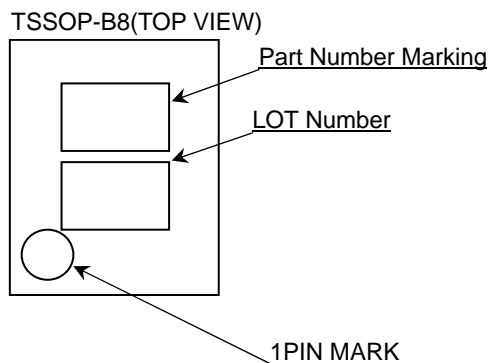 TSSOP-B8(TOP VIEW)
Part Number Marking
LOT Number
1PIN MARK